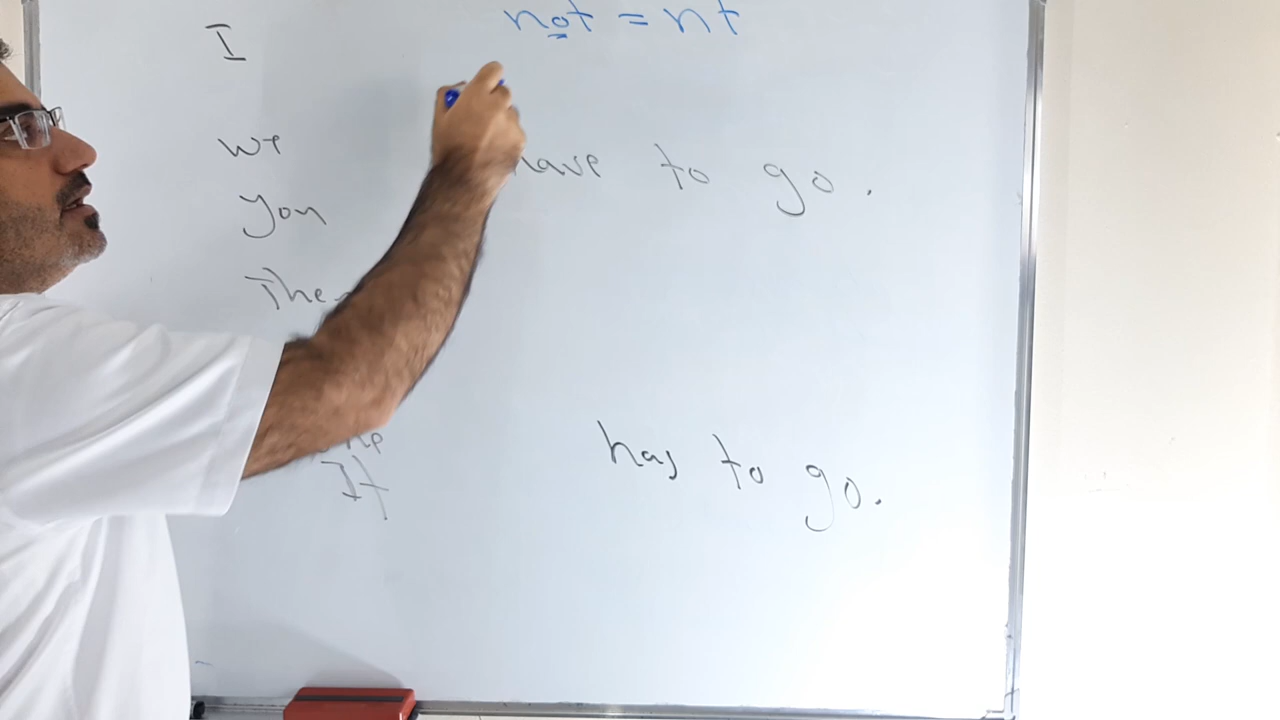 not = nt
I
we have to go.
you
The
It has to go.